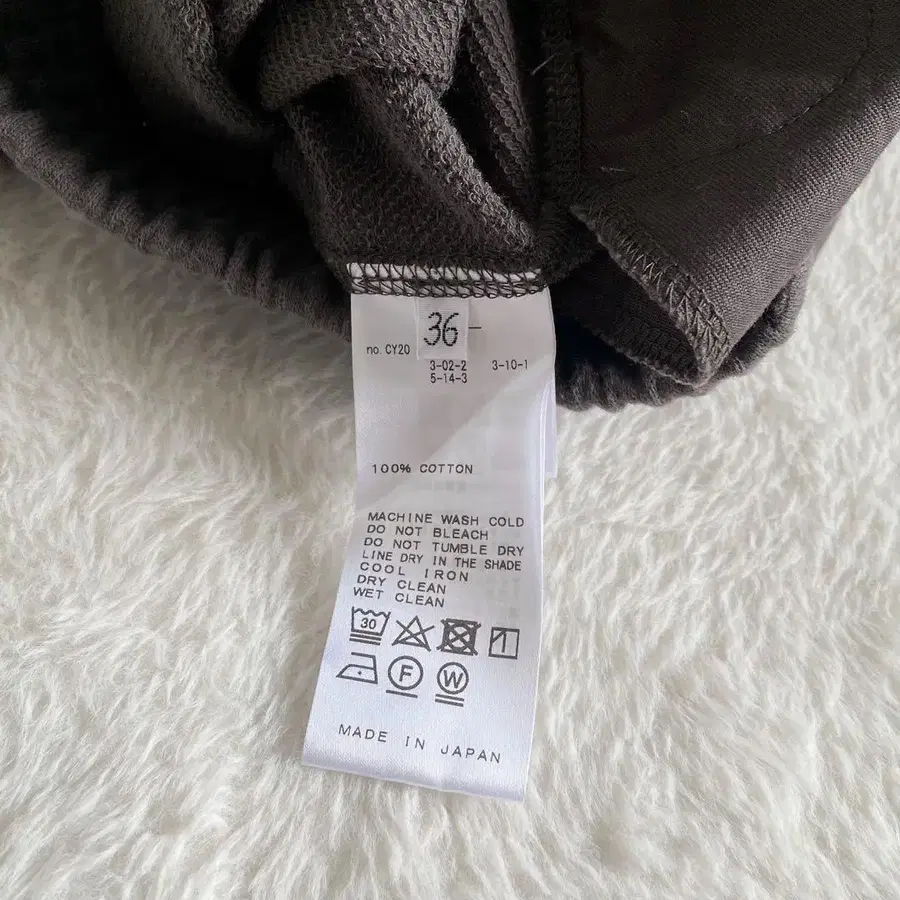 36 -
no. CY20
3-02-2 3-10-1
5-14-3
100% COTTON
MACHINE WASH COLD
DO NOT BLEACH
DO NOT TUMBLE DRY
LINE DRY IN THE SHADE
COOL IRON
DRY CLEAN
WET CLEAN
30
F W
MADE IN JAPAN